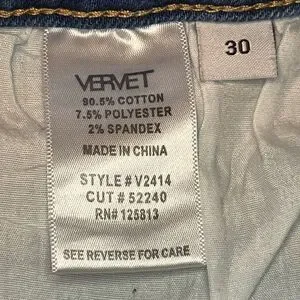 VERVET
90.5% COTTON
7.5% POLYESTER
2% SPANDEX
MADE IN CHINA
STYLE # V2414
CUT # 52240
RN# 125813
SEE REVERSE FOR CARE
30